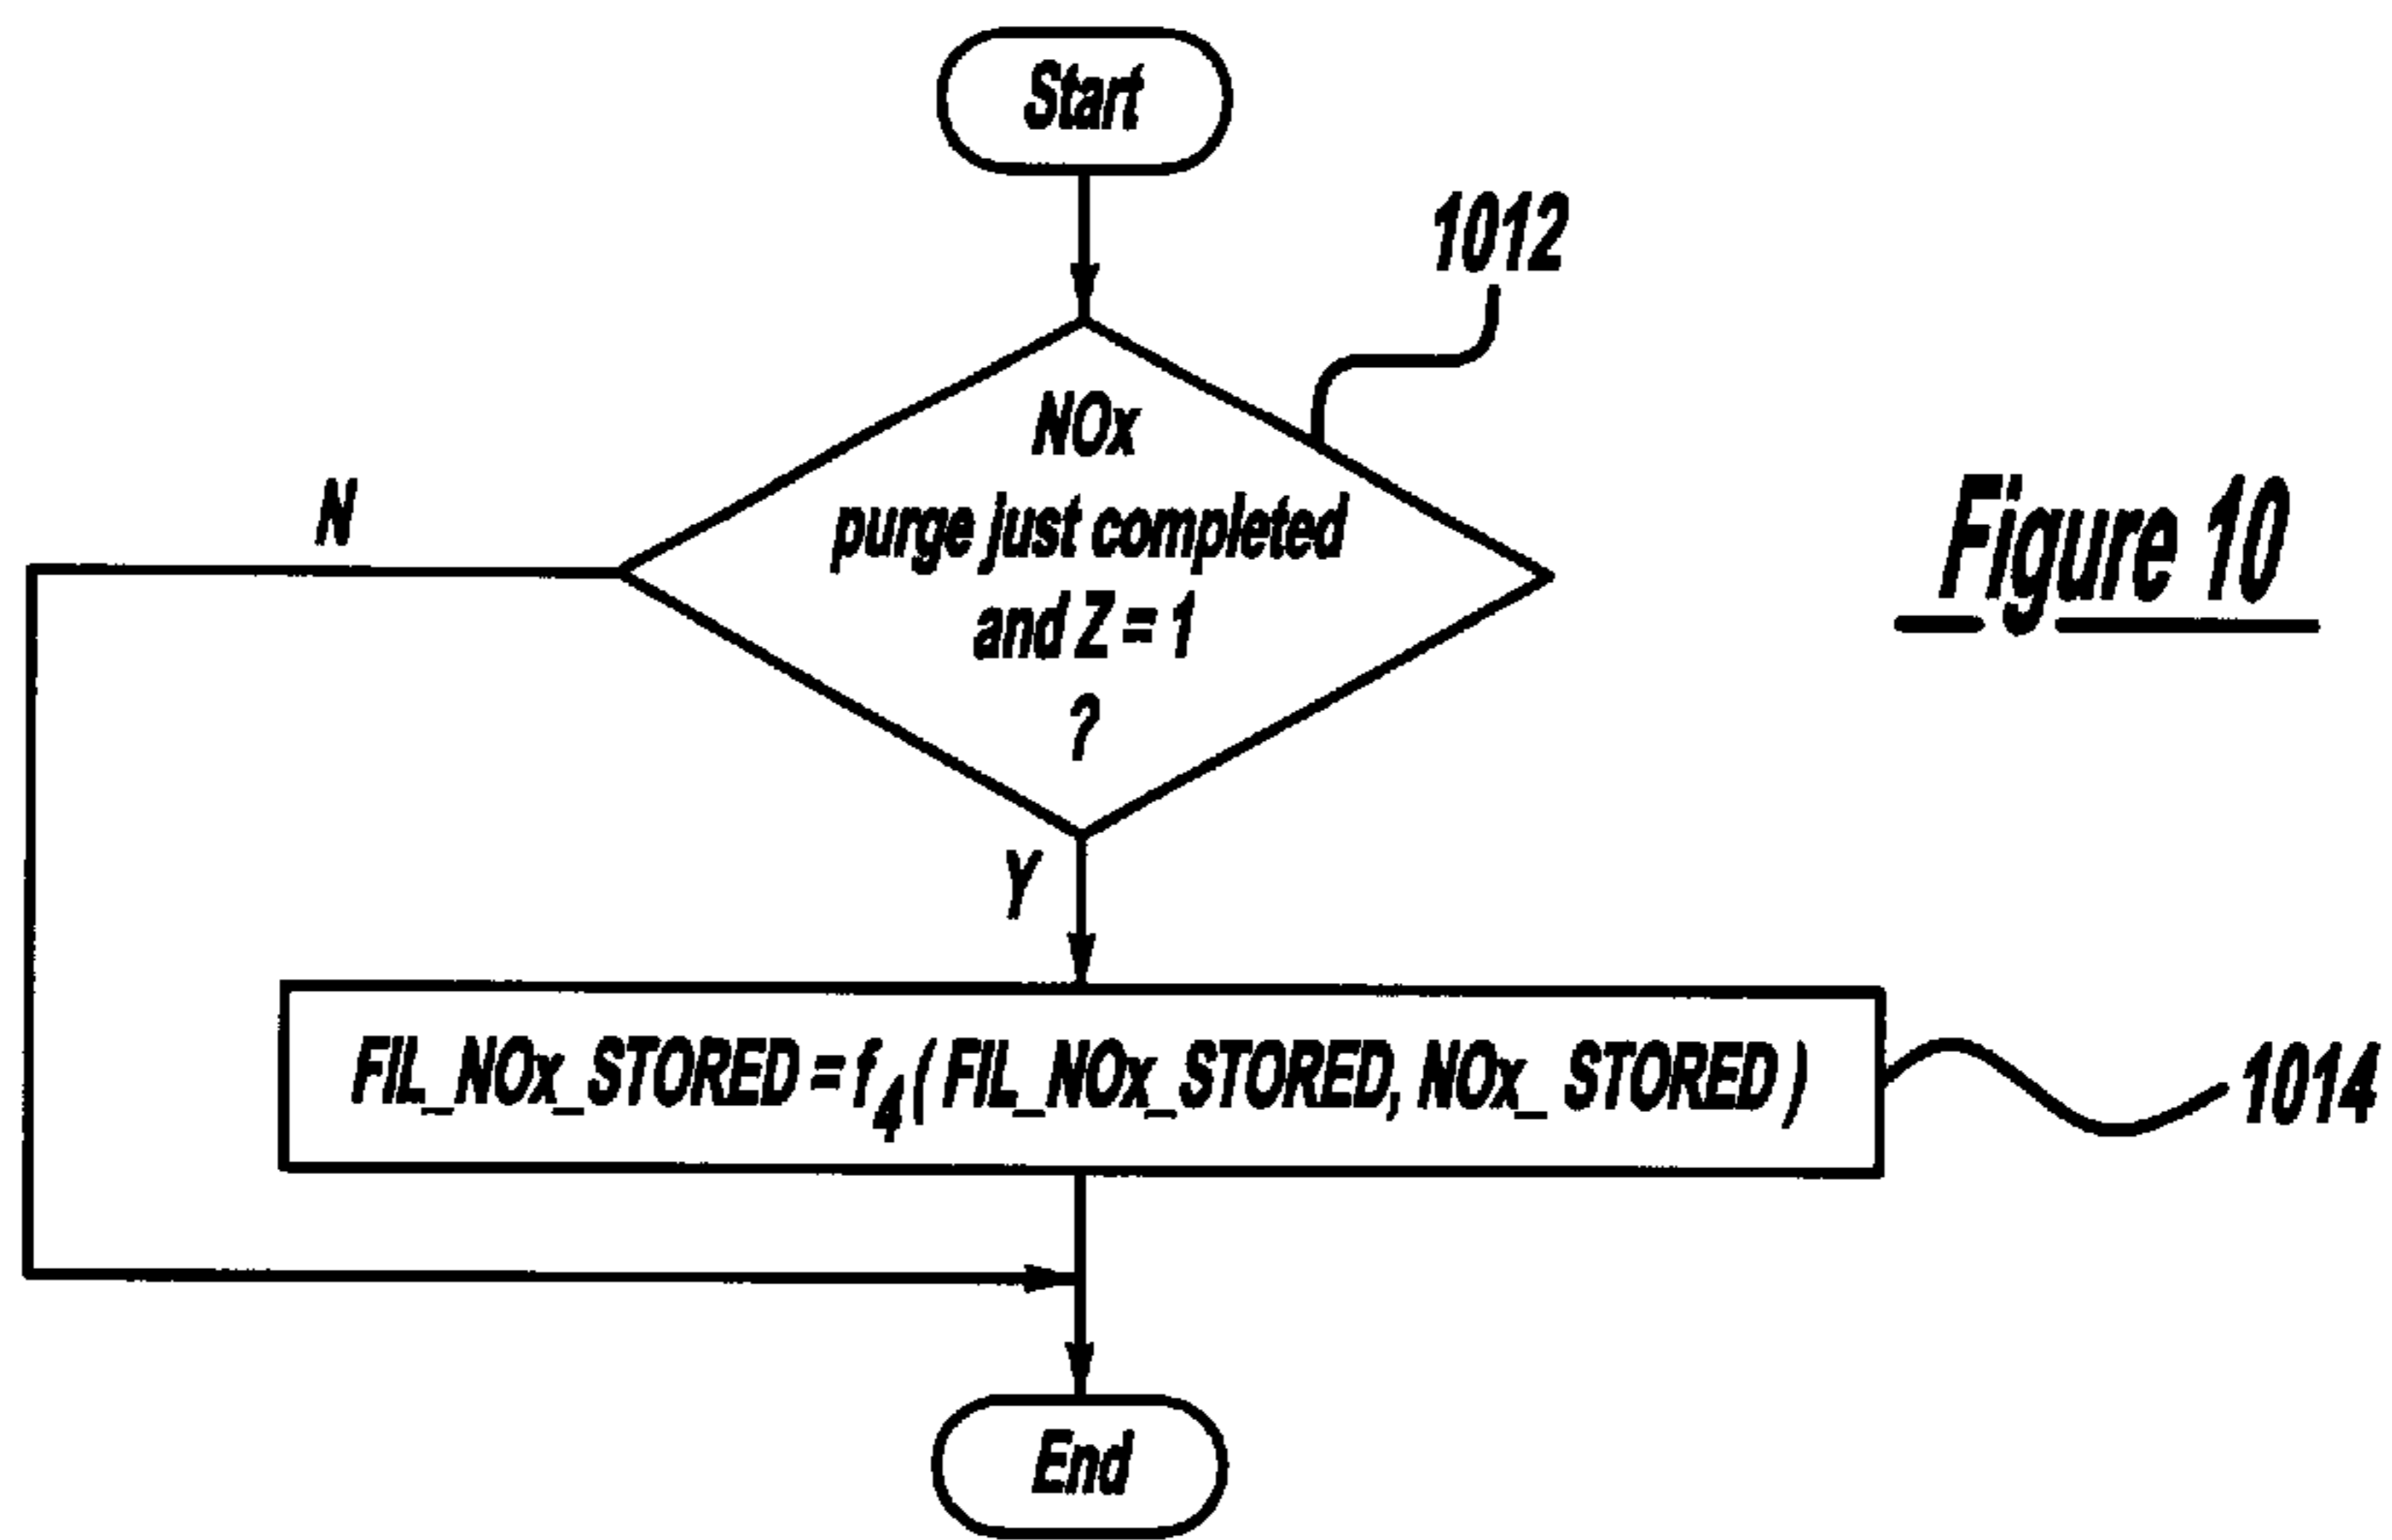 Start
1012
NOx
purge just completed
and Z = 1
?
N
Figure 10
Y
FIL_NOx_STORED = f4 ( FIL_NOx_STORED, NOx_ STORED )
1014
End